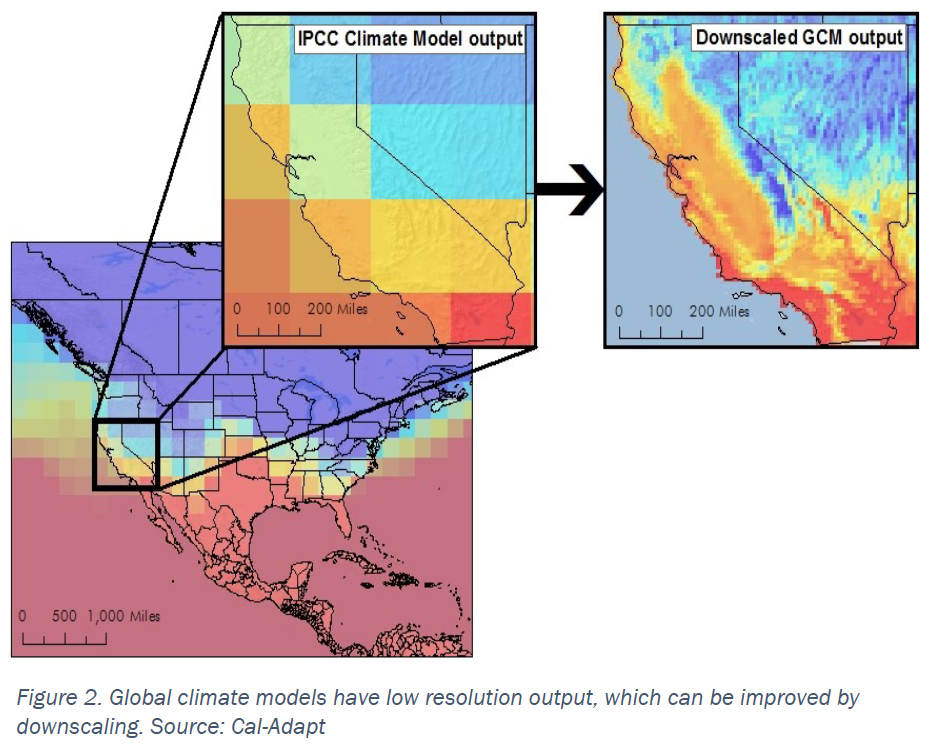 IPCC Climate Model output
Downscaled GCM output
0 100 200 Miles
0 100 200 Miles
0 500 1,000 Miles
Figure 2. Global climate models have low resolution output, which can be improved by
downscaling. Source: Cal-Adapt